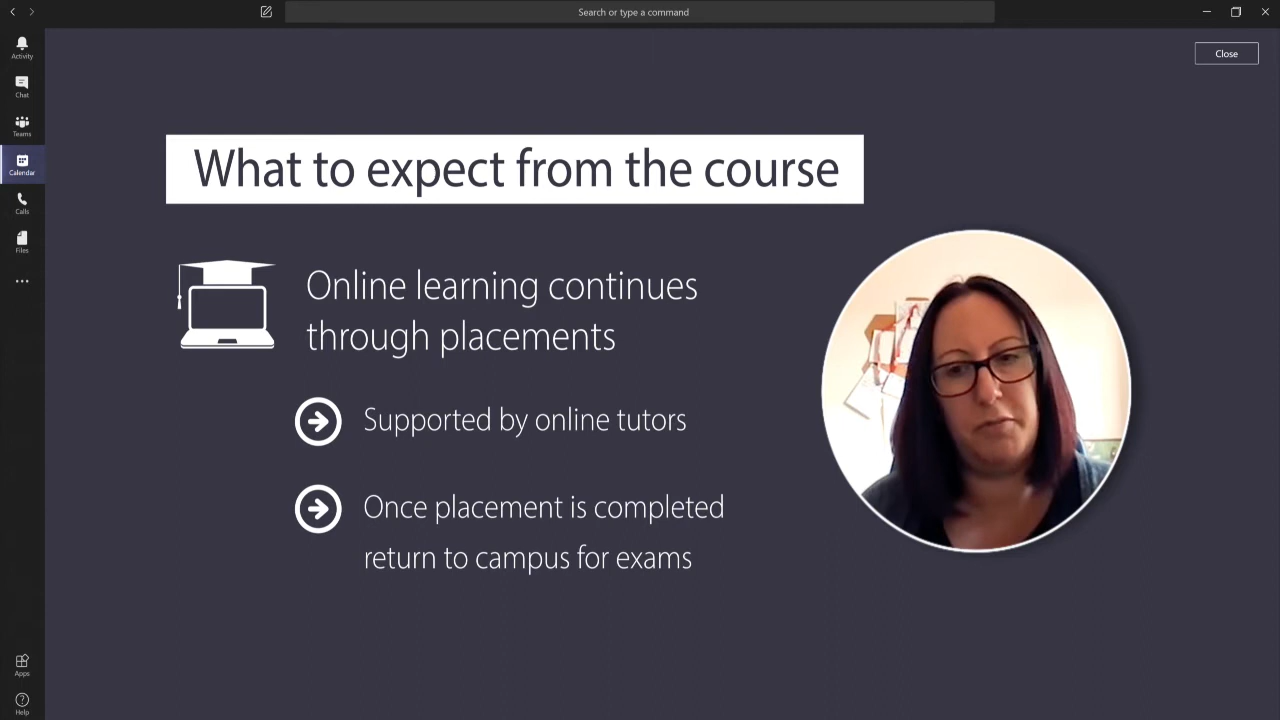 Search or type a command
Activity
Chat
Teams
Calendar
Calls
Files
Apps
Help
Close
What to expect from the course
Online learning continues
through placements
Supported by online tutors
Once placement is completed
return to campus for exams